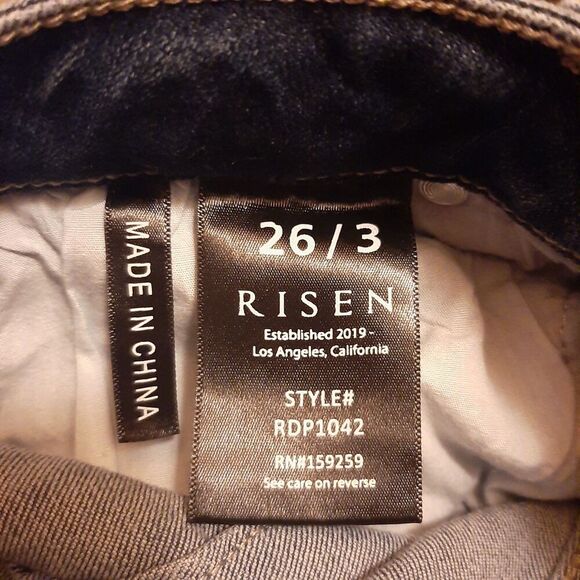 MADE IN CHINA
26 / 3
RISEN
Established 2019 -
Los Angeles, California
STYLE#
RDP1042
RN#159259
See care on reverse